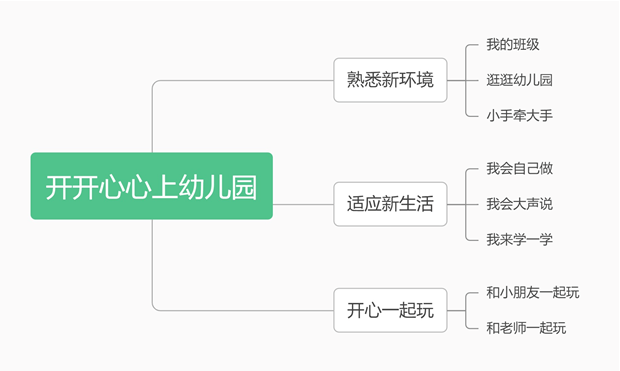 开开心心上幼儿园
熟悉新环境
我的班级
逛逛幼儿园
小手牵大手
适应新生活
我会自己做
我会大声说
我来学一学
开心一起玩
和小朋友一起玩
和老师一起玩